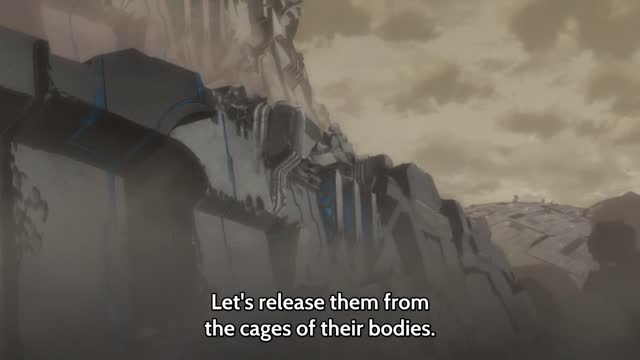 Let's release them from
the cages of their bodies.